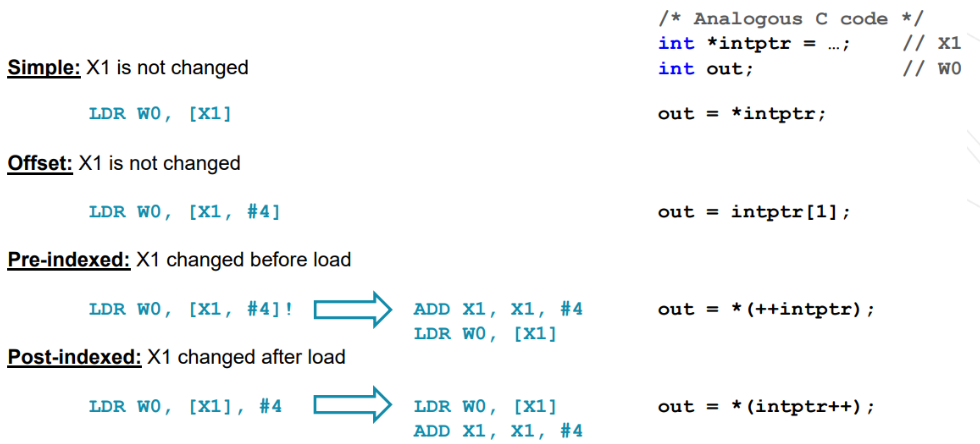 /* Analogous C code */
int *intptr = …; // X1
Simple: X1 is not changed
int out; // W0
LDR W0, [X1]
out = *intptr;
Offset: X1 is not changed
LDR W0, [X1, #4]
out = intptr[1];
Pre-indexed: X1 changed before load
LDR W0, [X1, #4]!
ADD X1, X1, #4
LDR W0, [X1]
out = *(++intptr);
Post-indexed: X1 changed after load
LDR W0, [X1], #4
LDR W0, [X1]
ADD X1, X1, #4
out = *(intptr++);